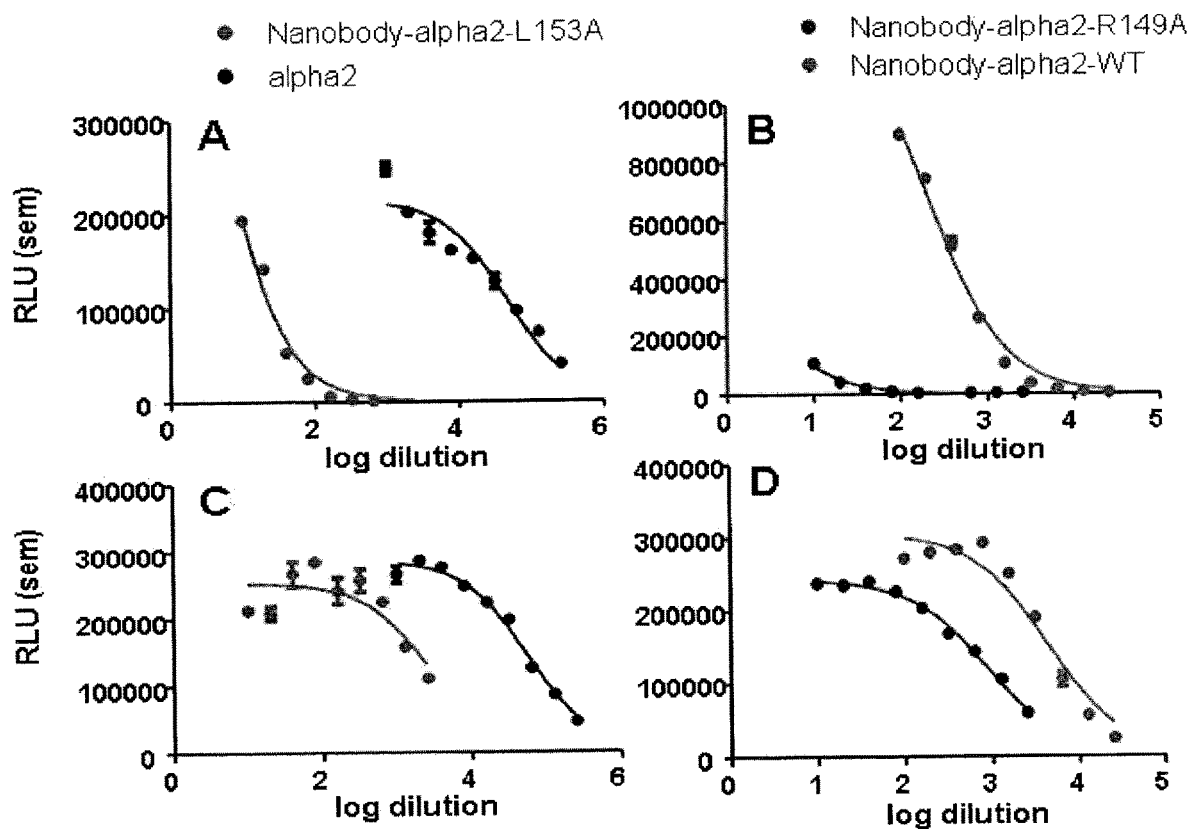 Nanobody-alpha2-L153A
alpha2
Nanobody-alpha2-R149A
Nanobody-alpha2-WT
A
300000
200000
100000
0
RLU (sem)
0 2 4 6
log dilution
B
1000000
800000
600000
400000
200000
0
0 1 2 3 4 5
log dilution
C
400000
300000
200000
100000
0
RLU (sem)
0 2 4 6
log dilution
D
400000
300000
200000
100000
0
0 1 2 3 4 5
log dilution